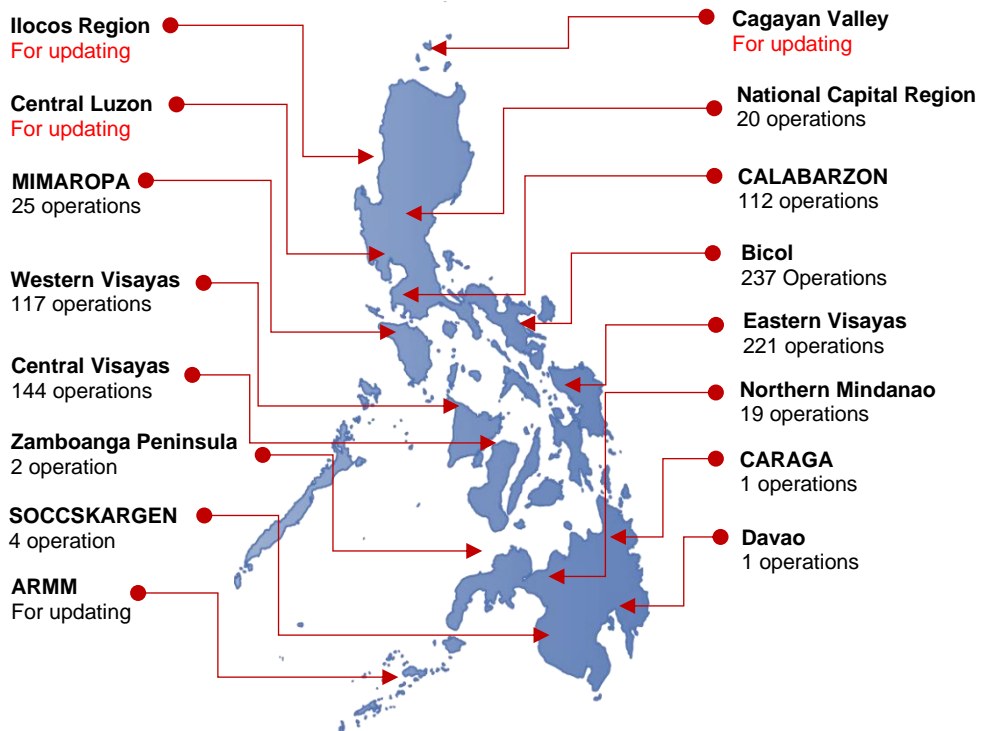 Ilocos Region
For updating
Central Luzon
For updating
MIMAROPA
25 operations
Western Visayas
117 operations
Central Visayas
144 operations
Zamboanga Peninsula
2 operation
SOCCSKARGEN
4 operation
ARMM
For updating
Cagayan Valley
For updating
National Capital Region
20 operations
CALABARZON
112 operations
Bicol
237 Operations
Eastern Visayas
221 operations
Northern Mindanao
19 operations
CARAGA
1 operations
Davao
1 operations